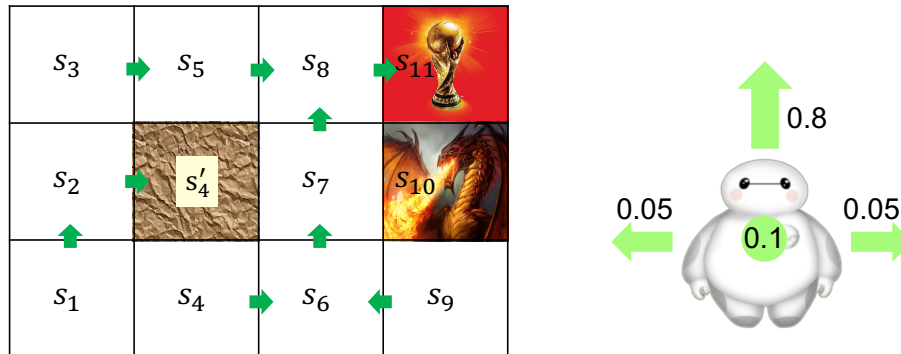 s₃ s₅ s₈ s₁₁
s₂ s′₄ s₇ s₁₀
s₁ s₄ s₆ s₉
0.8
0.05 0.05
0.1